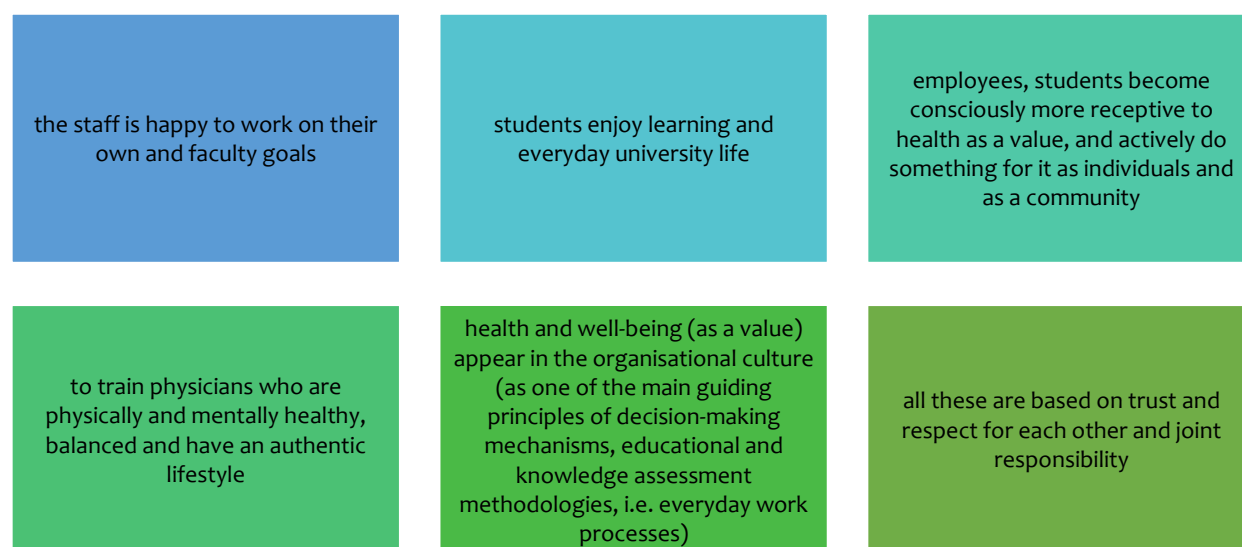 the staff is happy to work on their
own and faculty goals
students enjoy learning and
everyday university life
employees, students become
consciously more receptive to
health as a value, and actively do
something for it as individuals and
as a community
to train physicians who are
physically and mentally healthy,
balanced and have an authentic
lifestyle
health and well-being (as a value)
appear in the organisational culture
(as one of the main guiding
principles of decision-making
mechanisms, educational and
knowledge assessment
methodologies, i.e. everyday work
processes)
all these are based on trust and
respect for each other and joint
responsibility